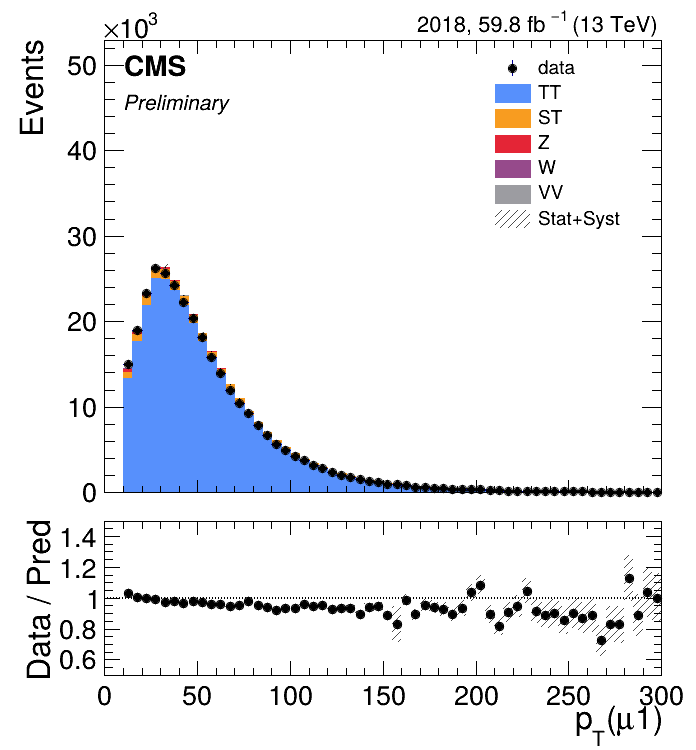 ×10³
2018, 59.8 fb⁻¹ (13 TeV)
Events
CMS
Preliminary
data
TT
ST
Z
W
VV
Stat+Syst
50
40
30
20
10
0
Data / Pred
1.4
1.2
1
0.8
0.6
0 50 100 150 200 250 300
p_T(μ1)